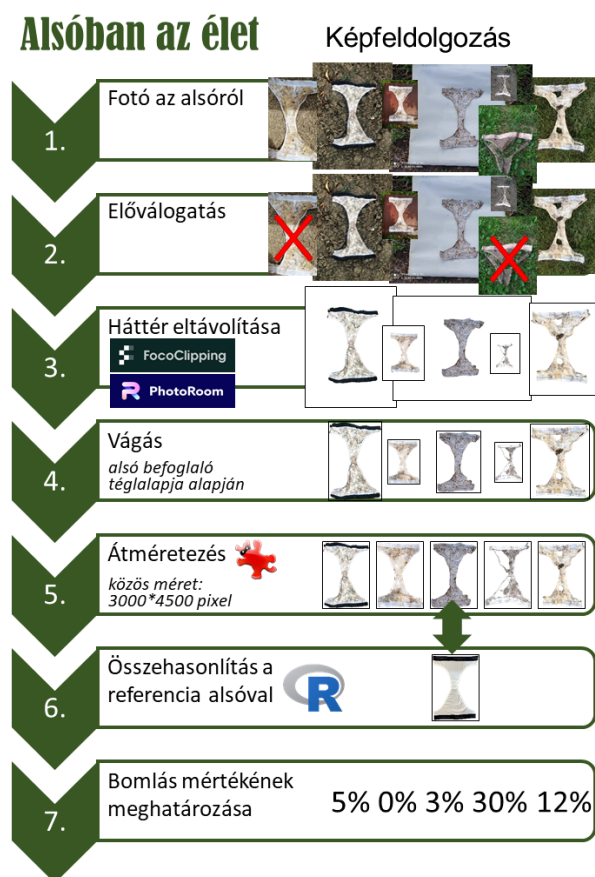 Alsóban az élet
Képfeldolgozás
1.
Fotó az alsóról
2.
Előválogatás
3.
Háttér eltávolítása
FocoClipping
PhotoRoom
4.
Vágás
alsó befoglaló
téglalapja alapján
5.
Átméretezés
közös méret:
3000*4500 pixel
6.
Összehasonlítás a
referencia alsóval
R
7.
Bomlás mértékének
meghatározása
5% 0% 3% 30% 12%